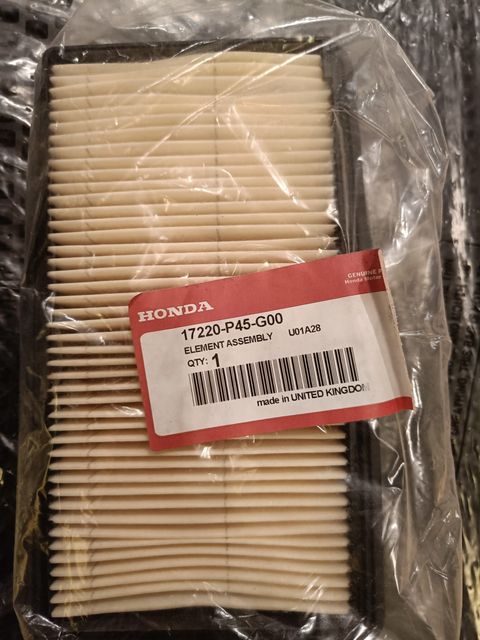 GENUINE P
Honda Motor
HONDA
17220-P45-G00
ELEMENT ASSEMBLY U01A28
QTY: 1
made in UNITED KINGDOM